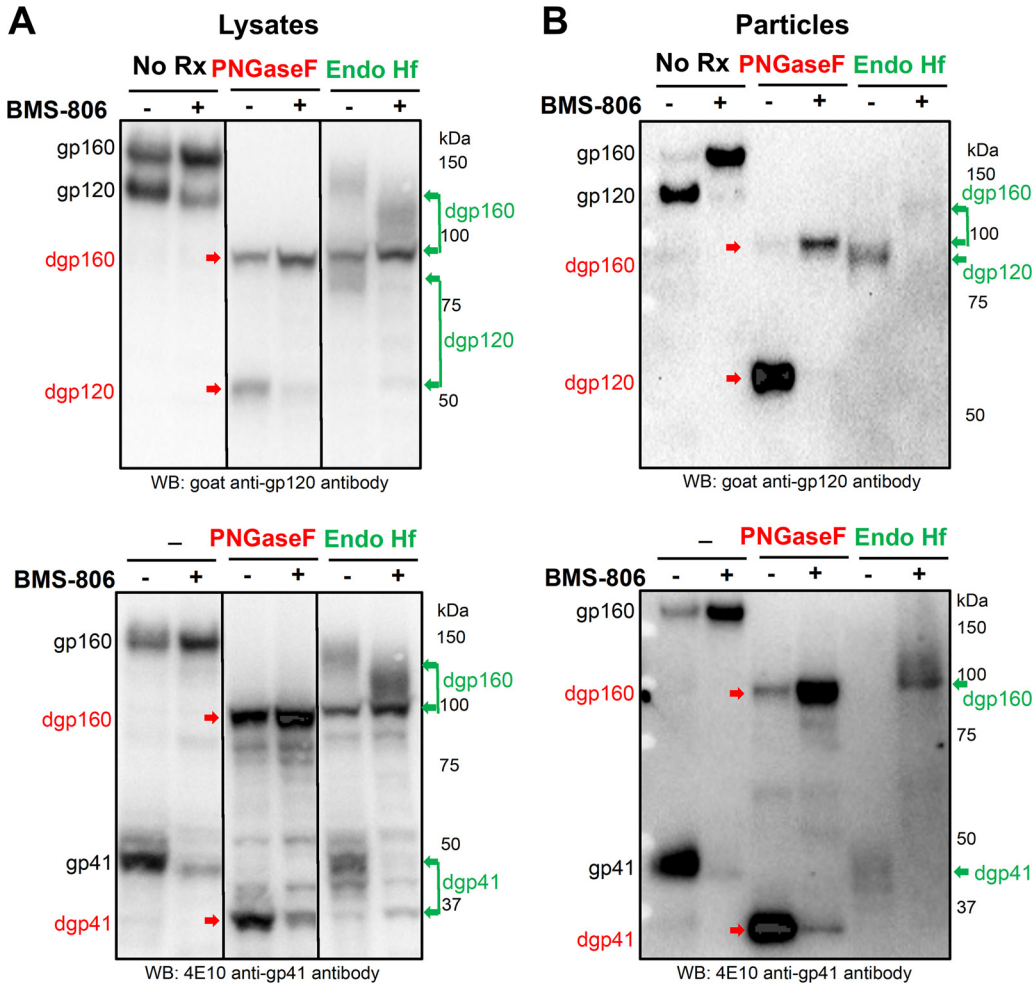 A
Lysates
No Rx PNGaseF Endo Hf
BMS-806 - + - + - +
kDa
gp160
150
gp120
dgp160
100
dgp160
75
dgp120
dgp120
50
WB: goat anti-gp120 antibody
– PNGaseF Endo Hf
BMS-806 - + - + - +
kDa
gp160
150
dgp160
100
dgp160
75
50
gp41
dgp41
37
dgp41
WB: 4E10 anti-gp41 antibody
B
Particles
No Rx PNGaseF Endo Hf
BMS-806 - + - + - +
kDa
gp160
150
gp120
dgp160
100
dgp160
dgp120
75
dgp120
50
WB: goat anti-gp120 antibody
– PNGaseF Endo Hf
BMS-806 - + - + - +
kDa
gp160
150
100
dgp160
dgp160
75
50
gp41
dgp41
37
dgp41
WB: 4E10 anti-gp41 antibody